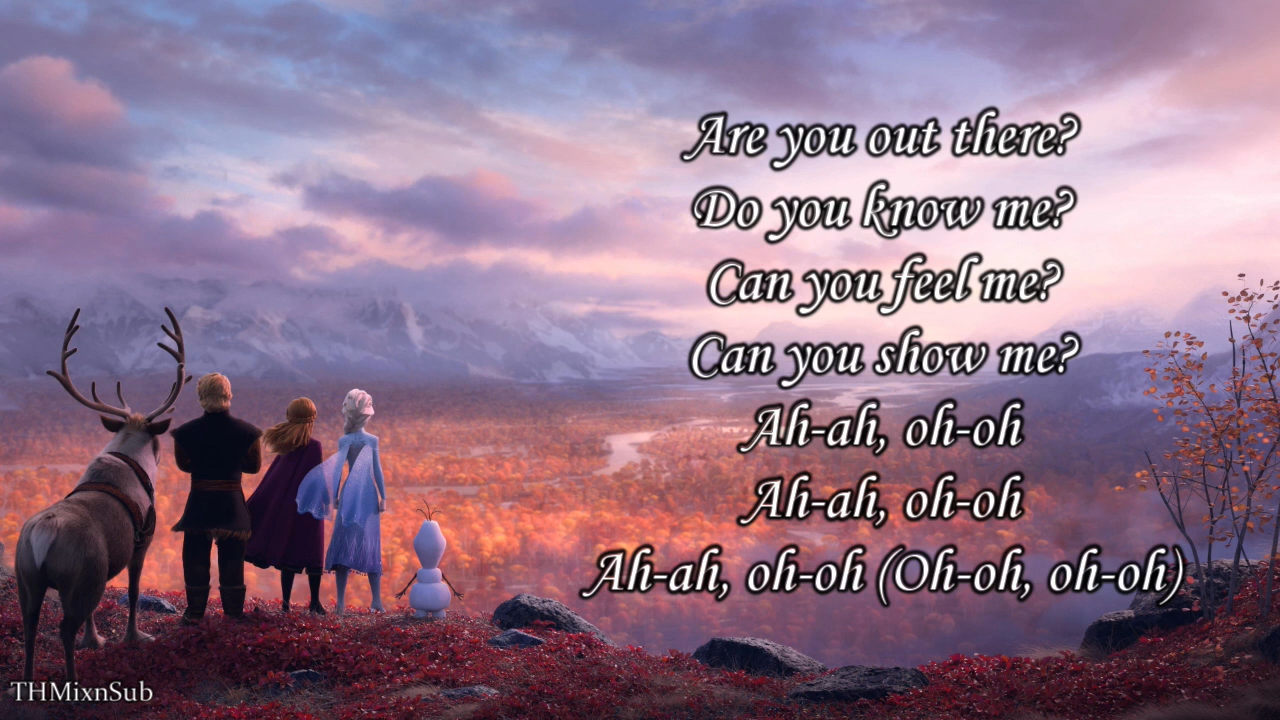 Are you out there?
Do you know me?
Can you feel me?
Can you show me?
Ah-ah, oh-oh
Ah-ah, oh-oh
Ah-ah, oh-oh (Oh-oh, oh-oh)
THMixnSub